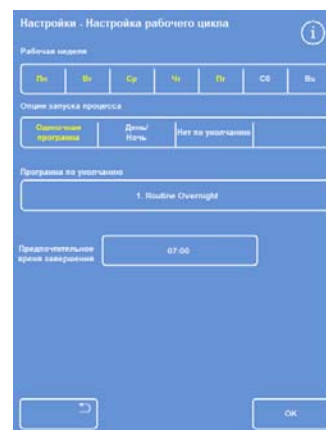 Настройки - Настройка рабочего цикла
i
Рабочая неделя
Пн Вт Ср Чт Пт Сб Вс
Опции запуска процесса
Одиночная программа
День/ Ночь
Нет по умолчанию
Программа по умолчанию
1. Routine Overnight
Предпочтительное время завершения
07:00
OK